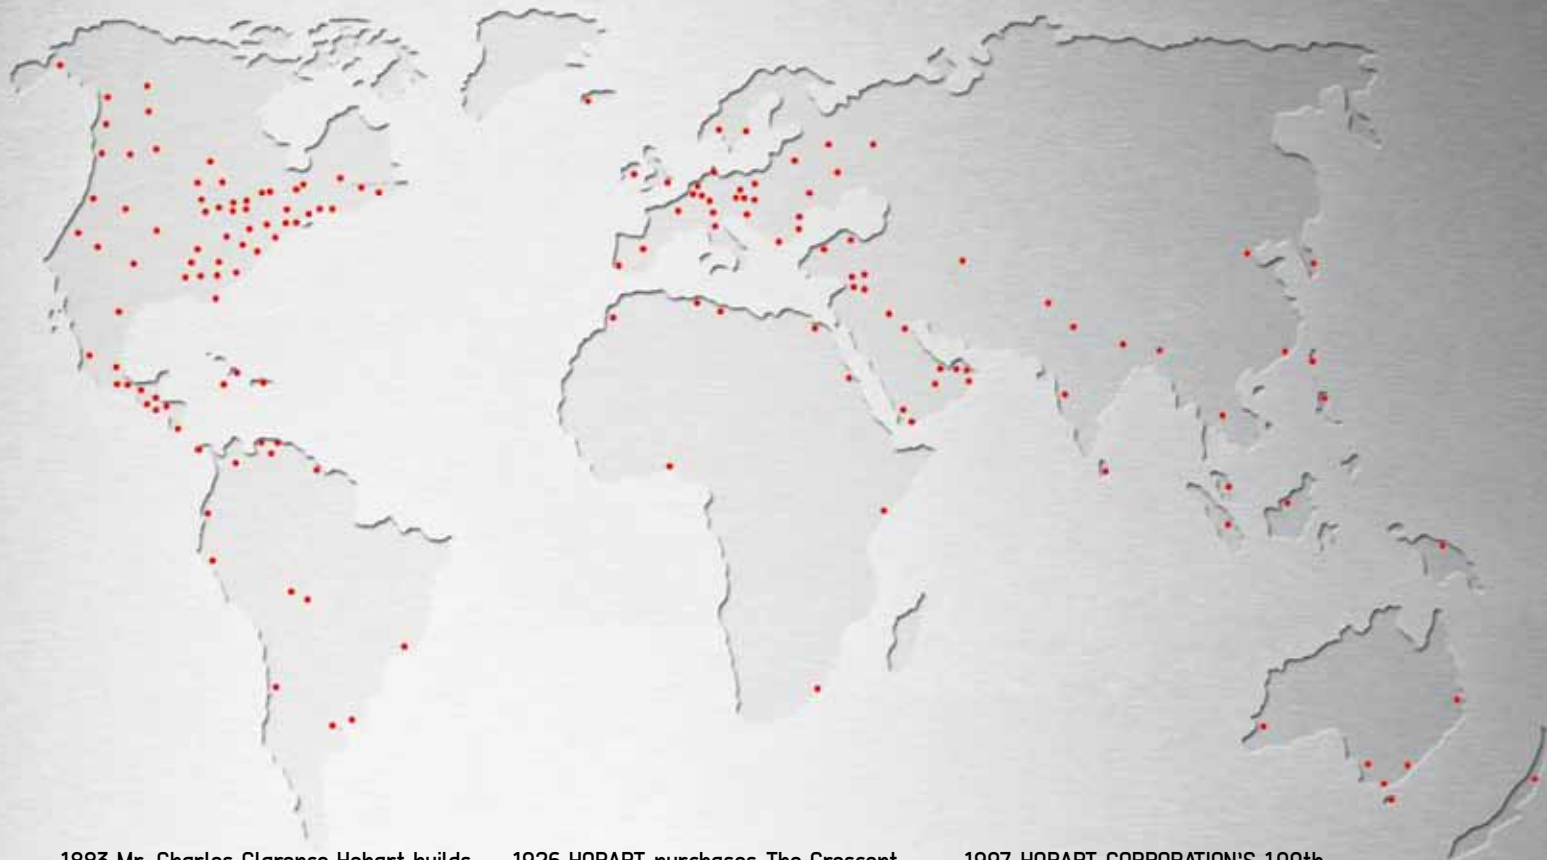 1883 Mr. Charles Clarence Hobart builds
1926 HOBART purchases The Crescent
1997 HOBART CORPORATION'S 100th